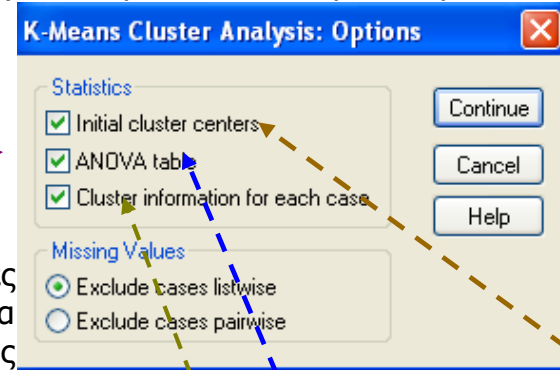 K-Means Cluster Analysis: Options
Statistics
Initial cluster centers
ANOVA table
Cluster information for each case
Missing Values
Exclude cases listwise
Exclude cases pairwise
Continue
Cancel
Help